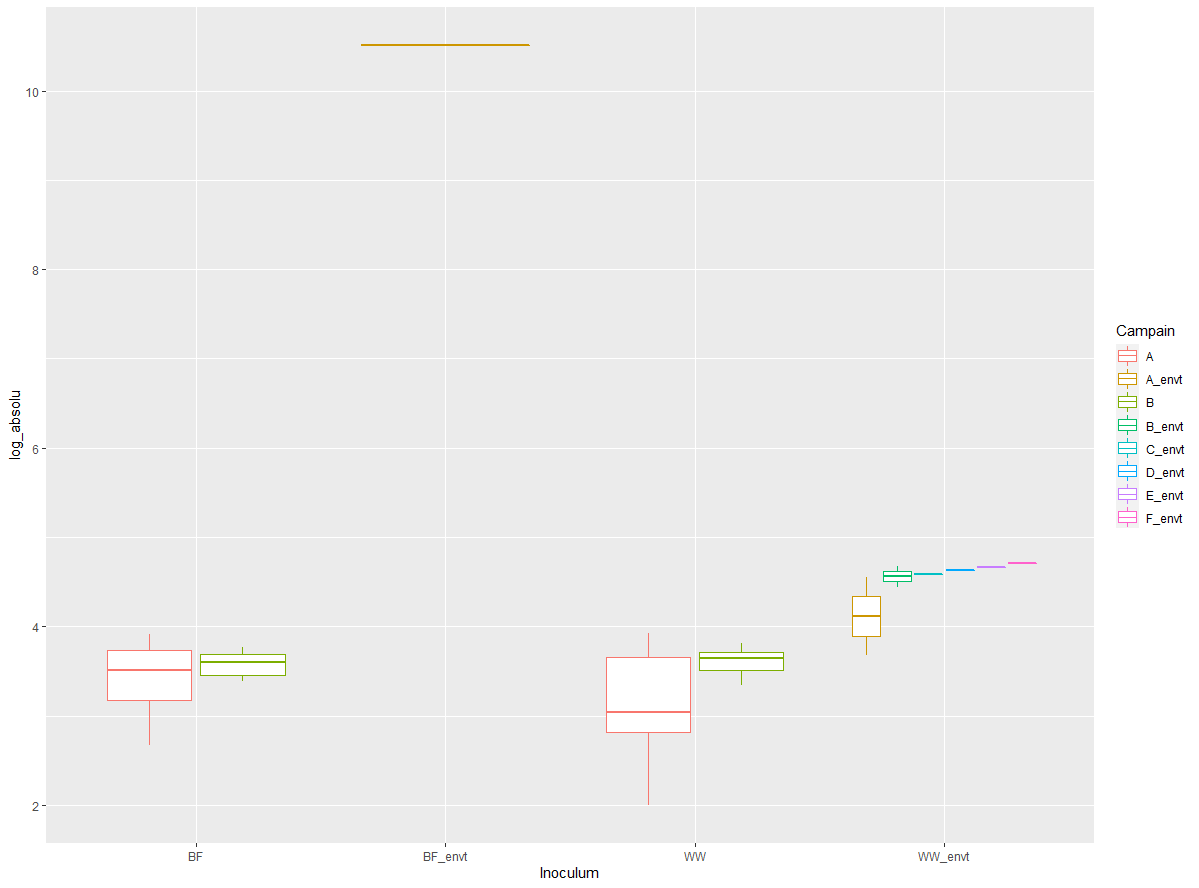 10
8
6
4
2
log_absolu
BF
BF_envt
WW
WW_envt
Inoculum
Campain
A
A_envt
B
B_envt
C_envt
D_envt
E_envt
F_envt